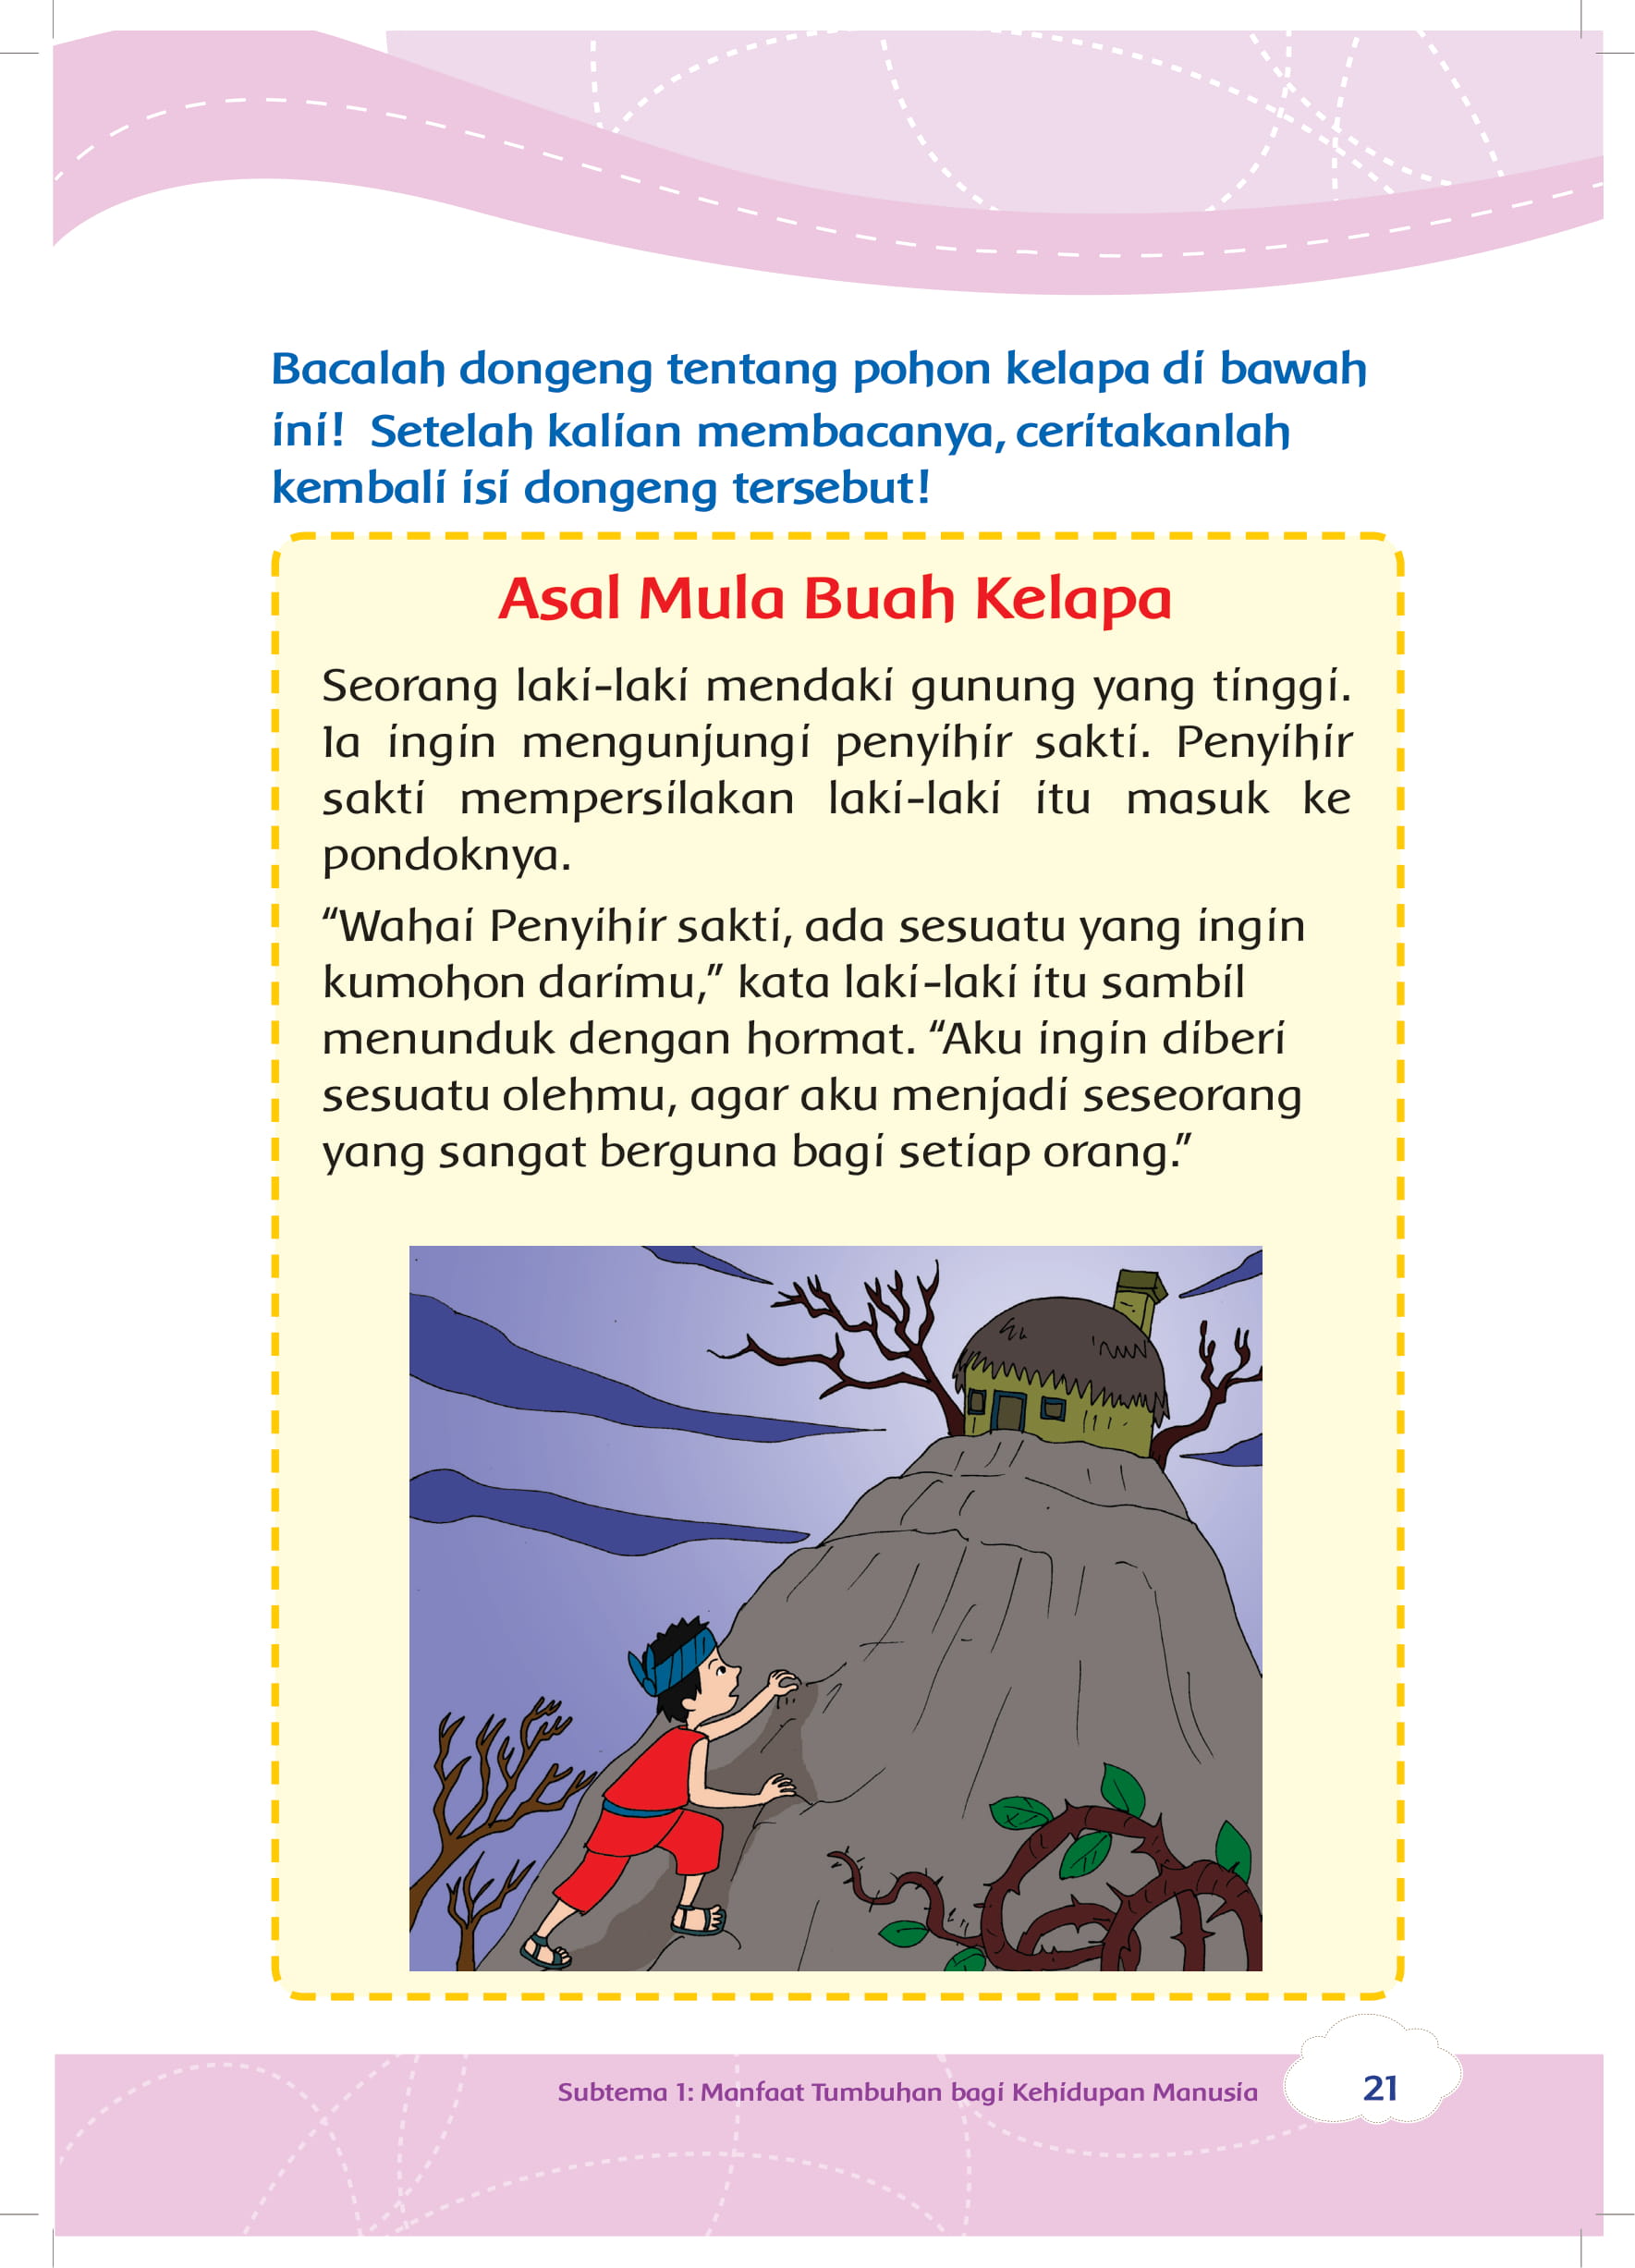 Bacalah dongeng tentang pohon kelapa di bawah
ini! Setelah kalian membacanya, ceritakanlah
kembali isi dongeng tersebut!
Asal Mula Buah Kelapa
Seorang laki-laki mendaki gunung yang tinggi.
Ia ingin mengunjungi penyihir sakti. Penyihir
sakti mempersilakan laki-laki itu masuk ke
pondoknya.
“Wahai Penyihir sakti, ada sesuatu yang ingin
kumohon darimu,” kata laki-laki itu sambil
menunduk dengan hormat. “Aku ingin diberi
sesuatu olehmu, agar aku menjadi seseorang
yang sangat berguna bagi setiap orang.”
Subtema 1: Manfaat Tumbuhan bagi Kehidupan Manusia
21